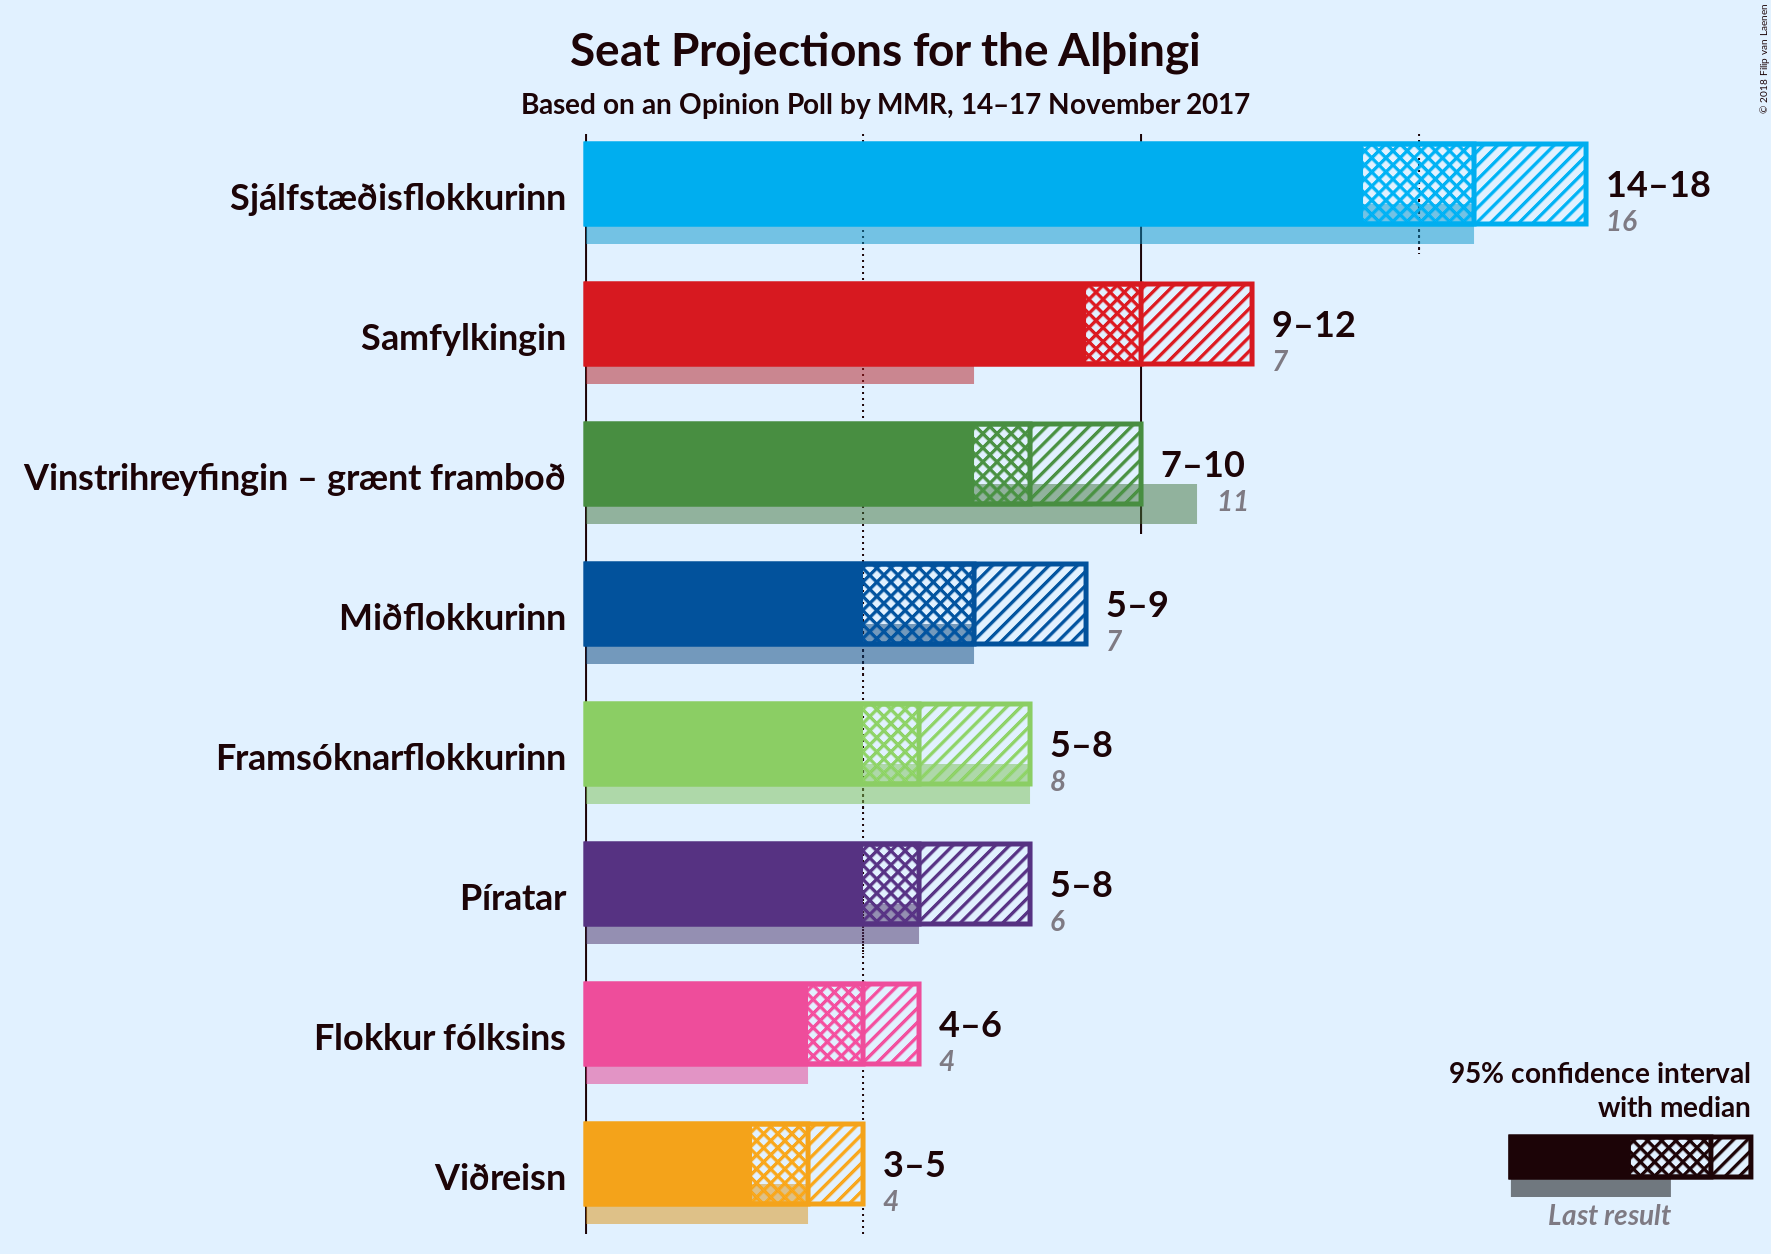 Seat Projections for the Alþingi
Based on an Opinion Poll by MMR, 14–17 November 2017
© 2018 Filip van Laenen
Sjálfstæðisflokkurinn
14–18
16
Samfylkingin
9–12
7
Vinstrihreyfingin – grænt framboð
7–10
11
Miðflokkurinn
5–9
7
Framsóknarflokkurinn
5–8
8
Píratar
5–8
6
Flokkur fólksins
4–6
4
Viðreisn
3–5
4
95% confidence interval
with median
Last result